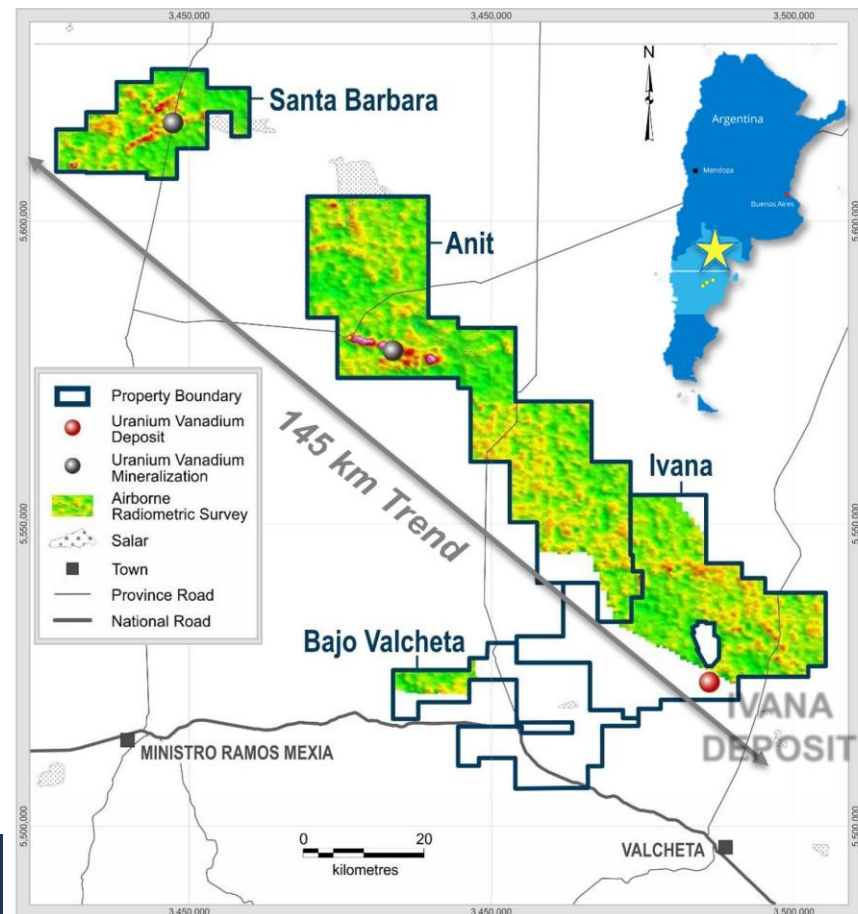 3,450,000
3,450,000
3,500,000
N
Santa Barbara
Argentina
Mendoza
Buenos Aires
5,600,000
5,600,000
Anit
Property Boundary
Uranium Vanadium
Deposit
Uranium Vanadium
Mineralization
Airborne
Radiometric Survey
Salar
Town
Province Road
National Road
145 km Trend
Ivana
5,550,000
5,550,000
Bajo Valcheta
IVANA
DEPOSIT
MINISTRO RAMOS MEXIA
0
20
kilometres
VALCHETA
5,500,000
5,500,000
3,450,000
3,450,000
3,500,000